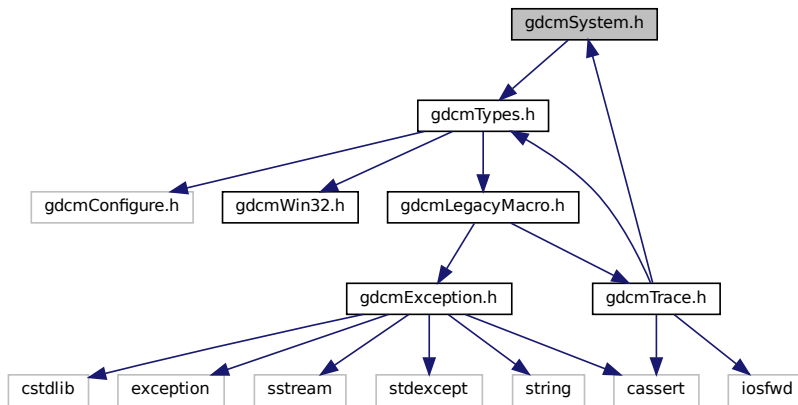 gdcmSystem.h
gdcmTypes.h
gdcmConfigure.h
gdcmWin32.h
gdcmLegacyMacro.h
gdcmException.h
gdcmTrace.h
cstdlib
exception
sstream
stdexcept
string
cassert
iosfwd